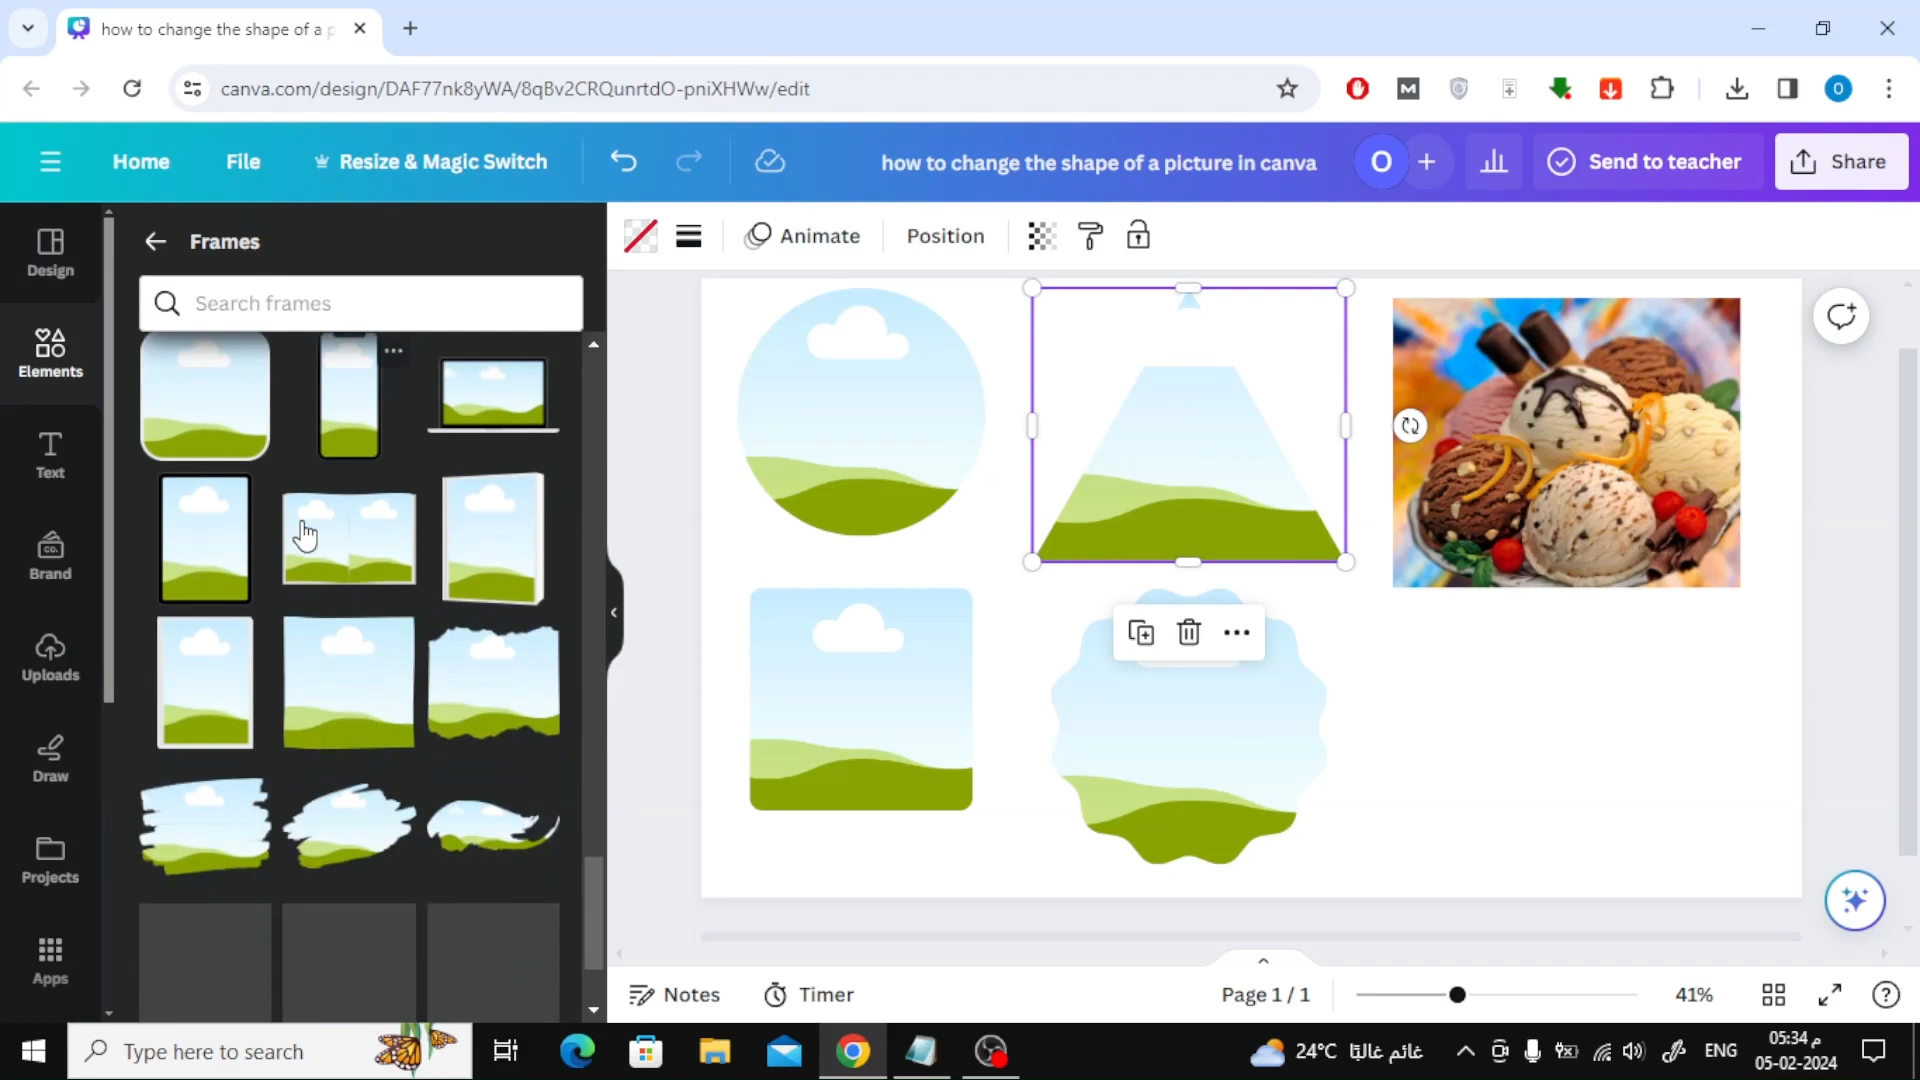 how to change the shape of a p
canva.com/design/DAF77nk8yWA/8qBv2CRQunrtdO-pniXHWw/edit
Home
File
Resize & Magic Switch
how to change the shape of a picture in canva
O
Send to teacher
Share
Design
Elements
Text
Brand
Uploads
Draw
Projects
Apps
Frames
Search frames
Animate
Position
Notes
Timer
Page 1 / 1
41%
Type here to search
24°C غائم غالبًا
ENG
05:34 م
05-02-2024